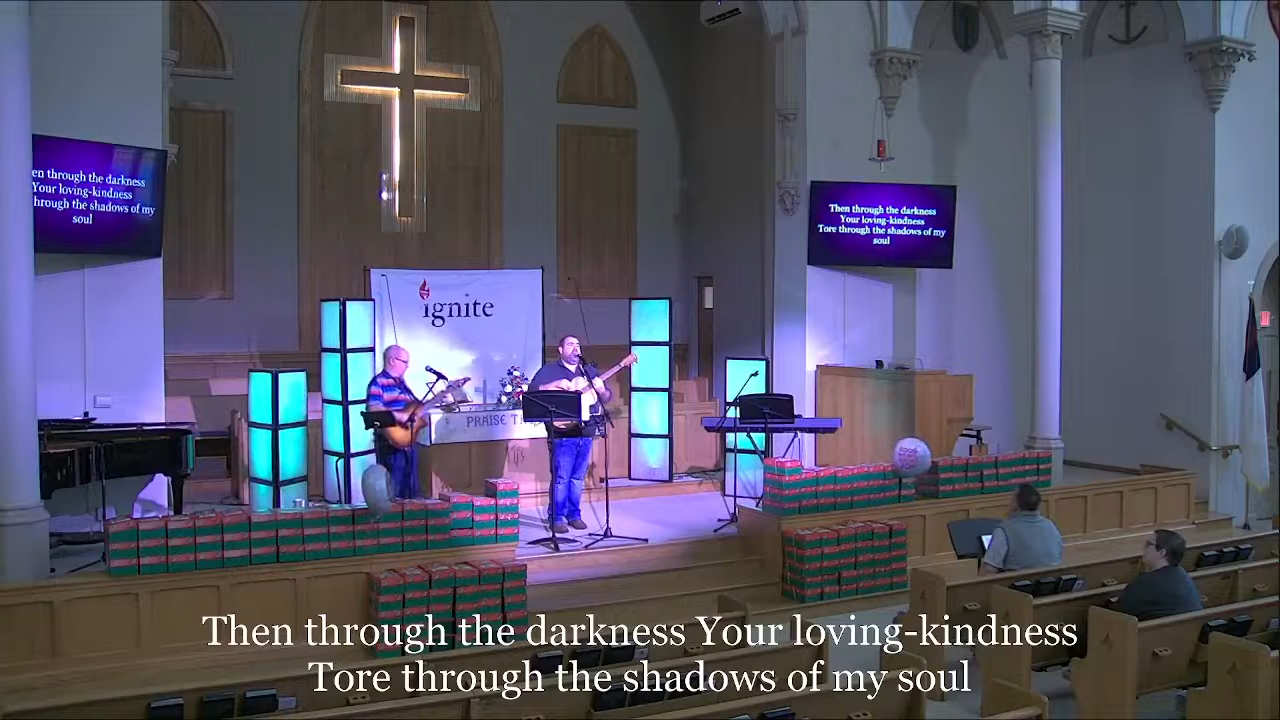 en through the darkness
Your loving-kindness
hrough the shadows of my
soul
Then through the darkness
Your loving-kindness
Tore through the shadows of my
soul
ignite
PRAISE
Then through the darkness Your loving-kindness
Tore through the shadows of my soul